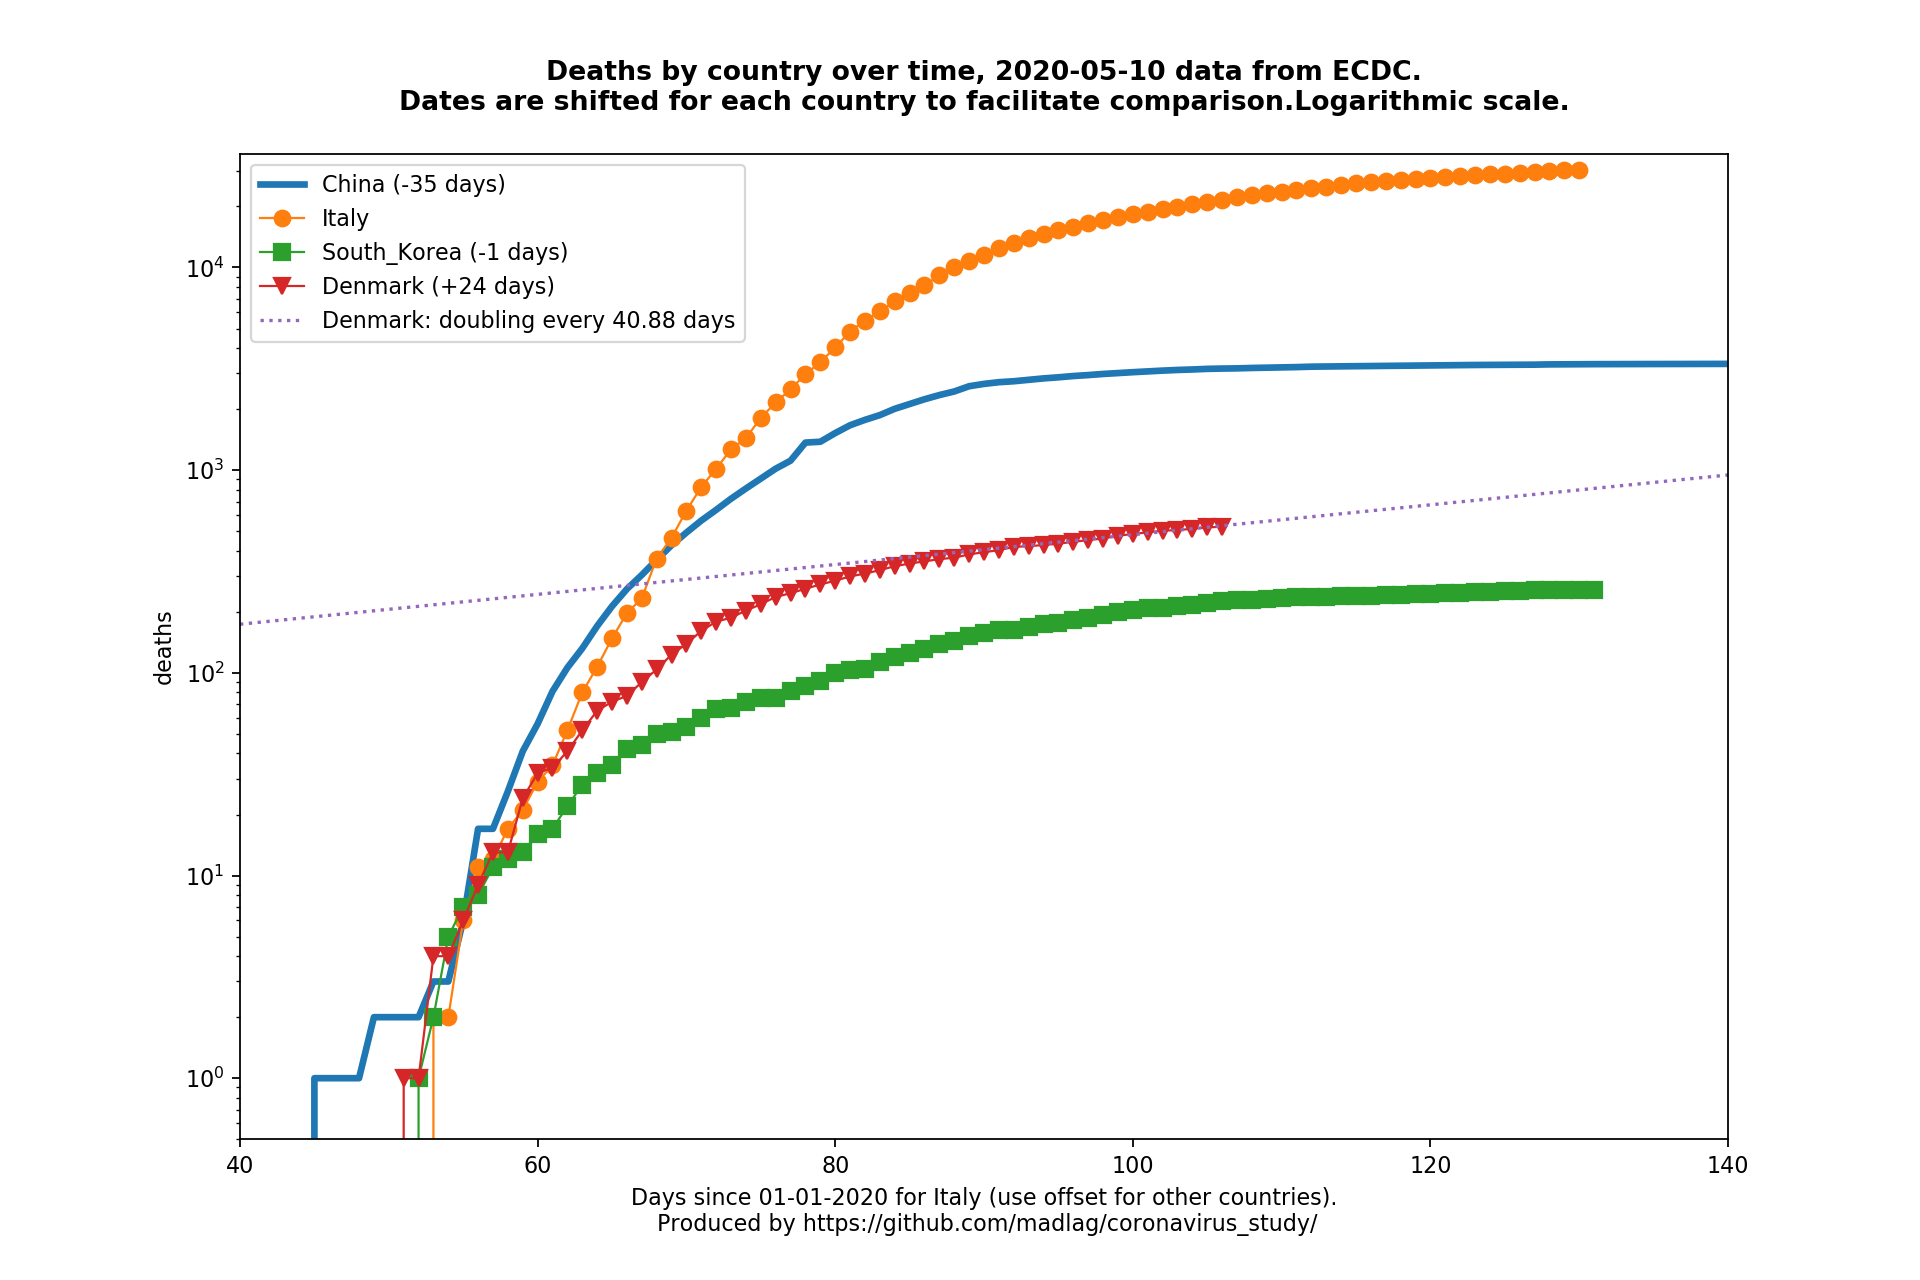 Deaths by country over time, 2020-05-10 data from ECDC.
Dates are shifted for each country to facilitate comparison.Logarithmic scale.
China (-35 days)
Italy
South_Korea (-1 days)
Denmark (+24 days)
Denmark: doubling every 40.88 days
deaths
10⁴
10³
10²
10¹
10⁰
40 60 80 100 120 140
Days since 01-01-2020 for Italy (use offset for other countries).
Produced by https://github.com/madlag/coronavirus_study/